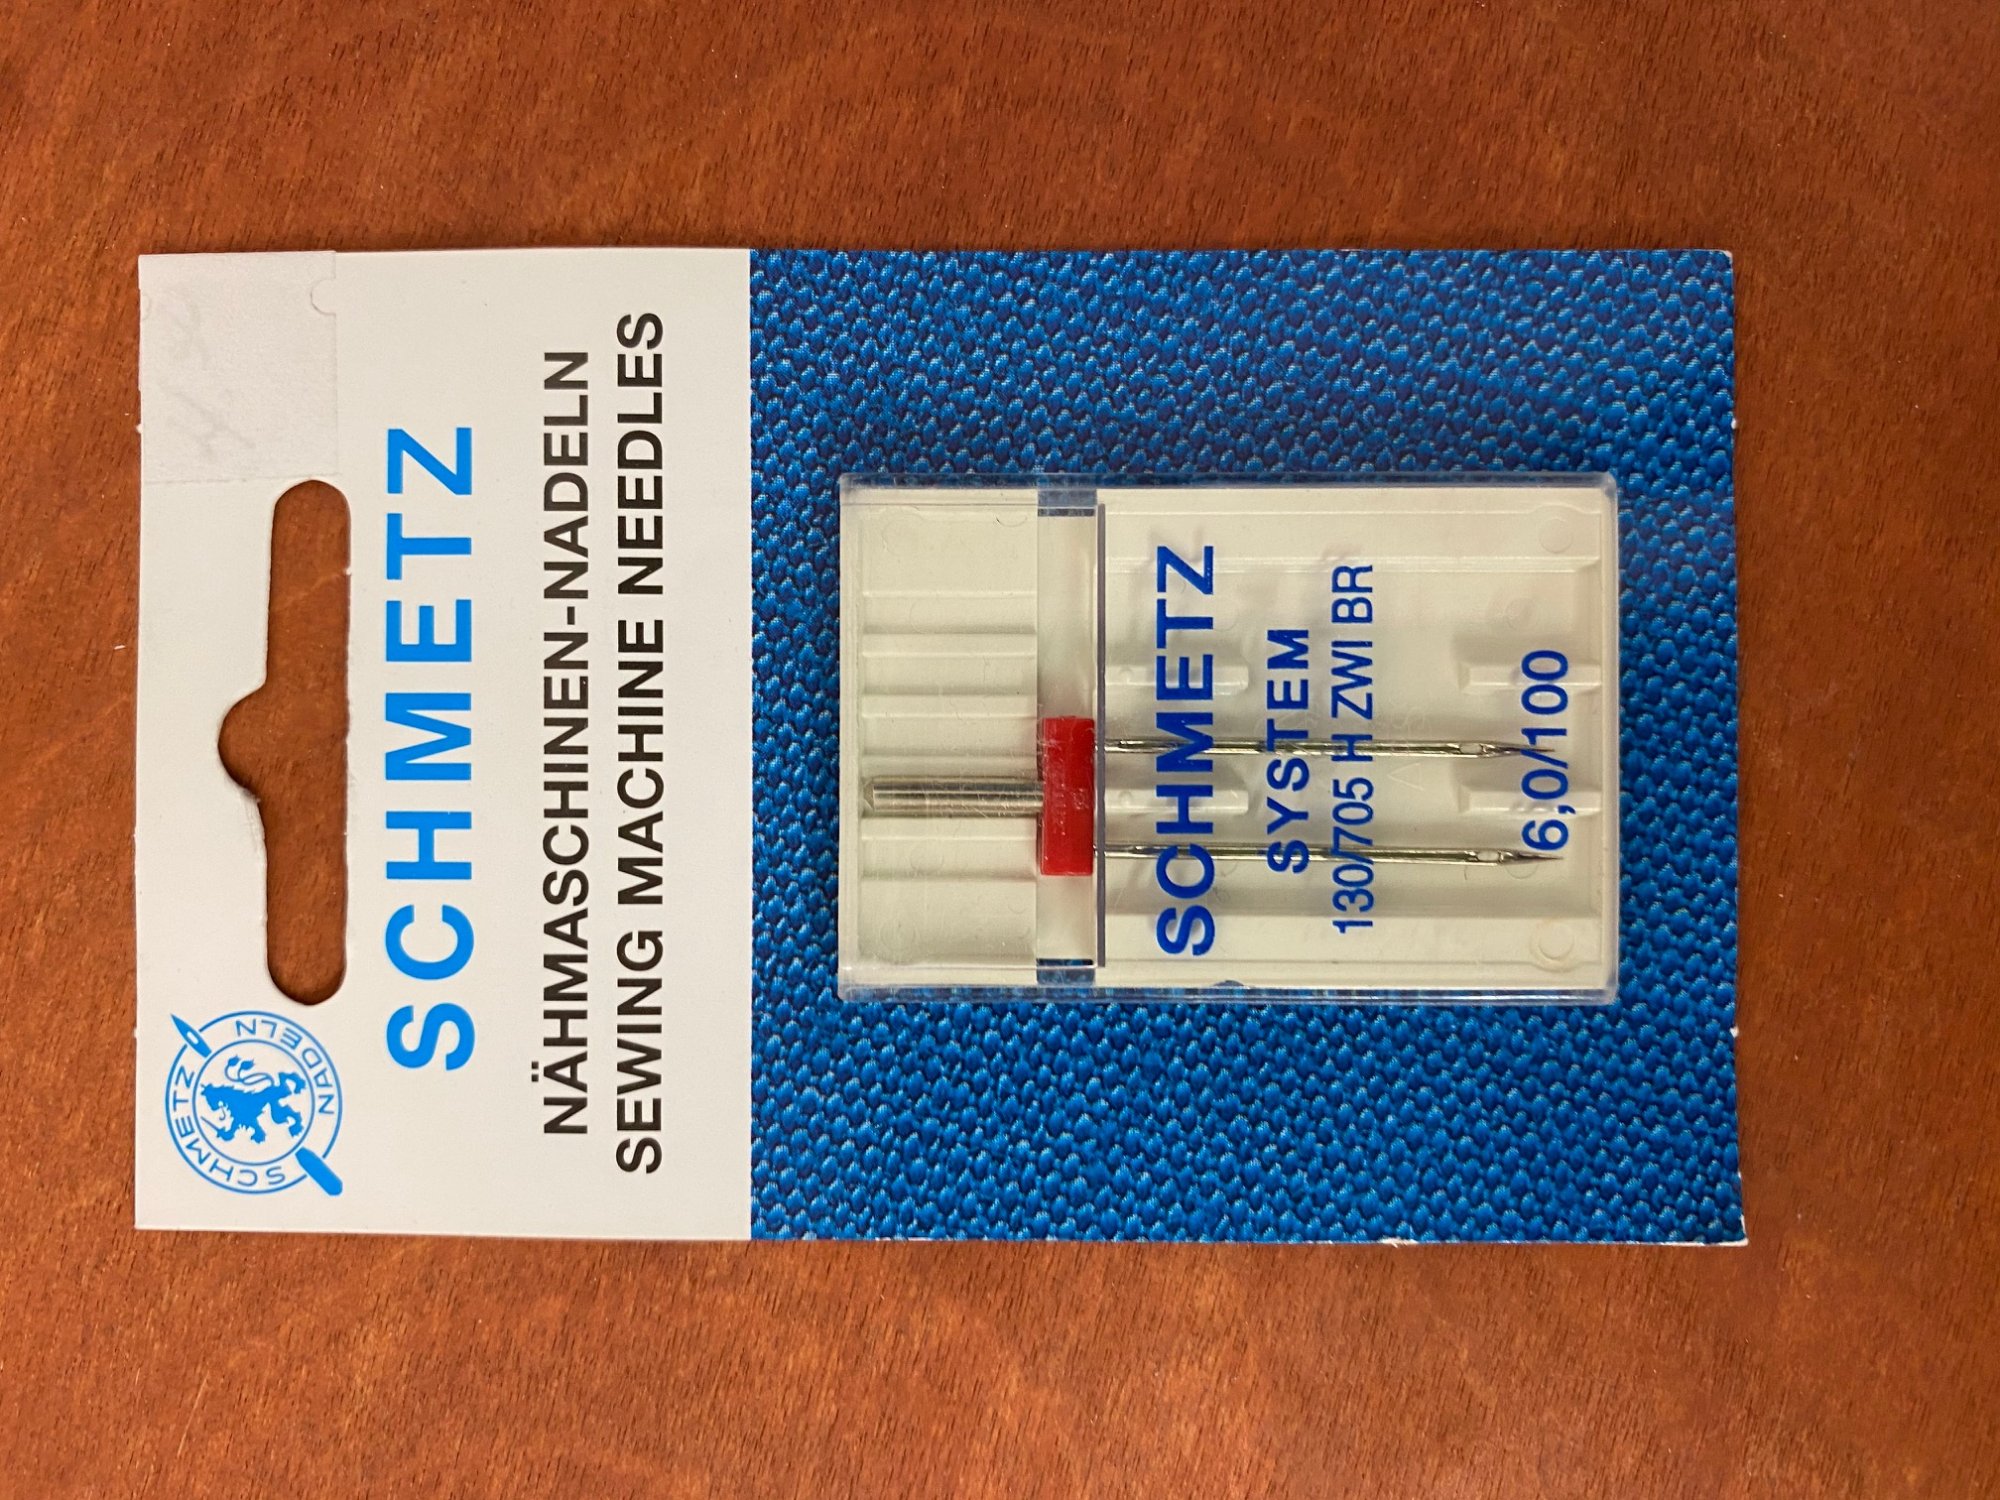 SCHMETZ NADELN
SCHMETZ
NÄHMASCHINEN-NADELN
SEWING MACHINE NEEDLES
SCHMETZ
SYSTEM
130/705 H ZWI BR
6,0/100